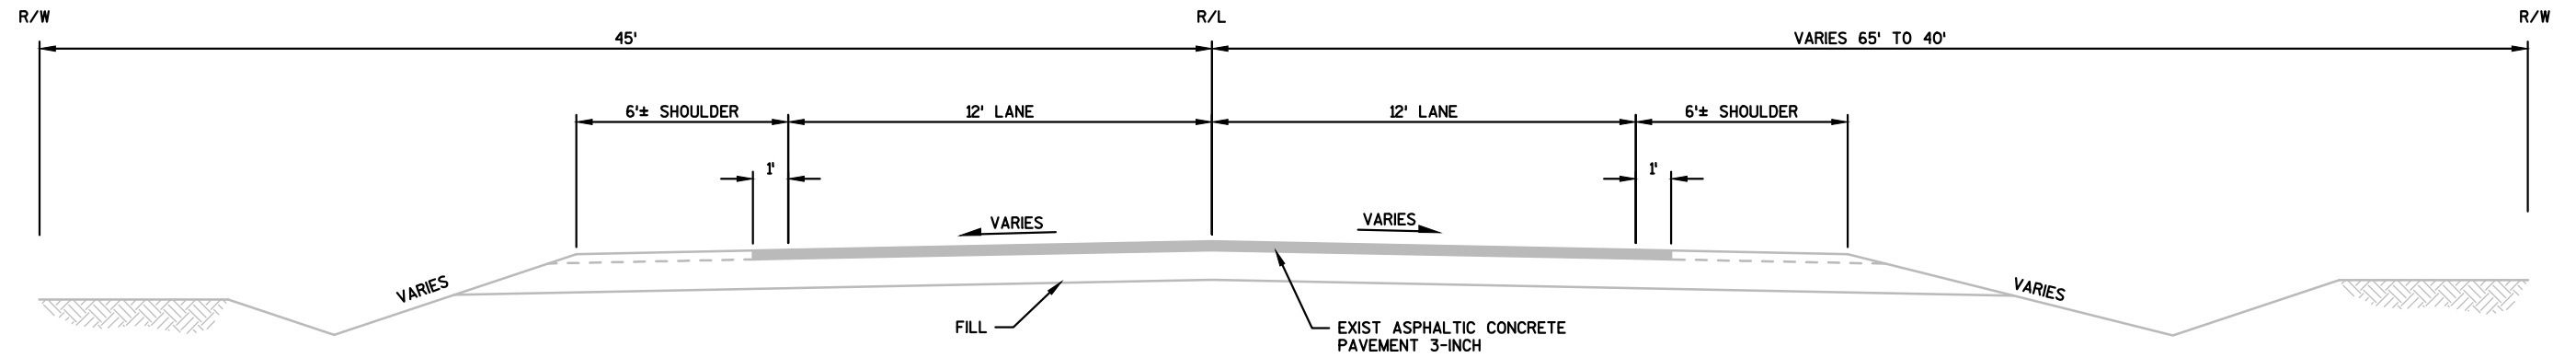 R/W
R/L
R/W
45'
VARIES 65' TO 40'
6'± SHOULDER
12' LANE
12' LANE
6'± SHOULDER
1'
1'
VARIES
VARIES
VARIES
VARIES
FILL
EXIST ASPHALTIC CONCRETE
PAVEMENT 3-INCH